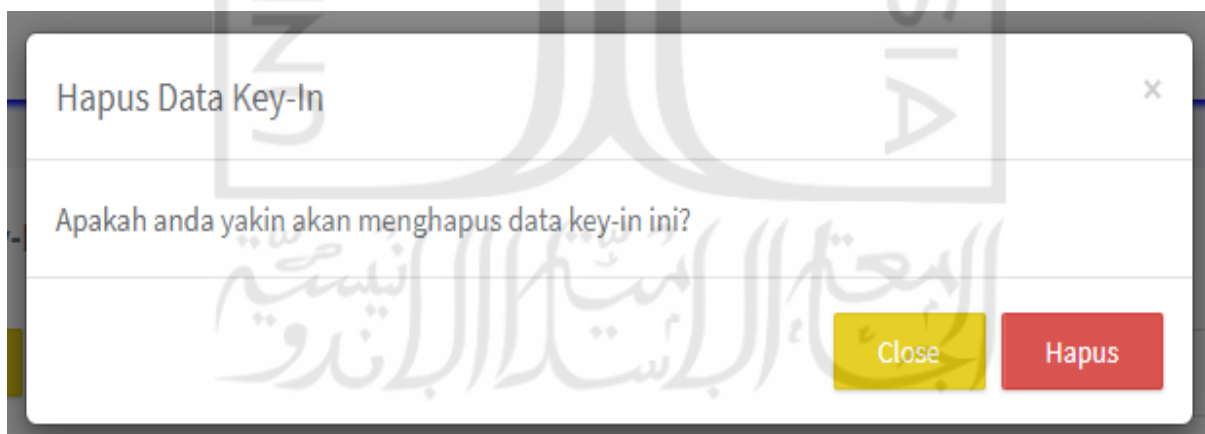 Hapus Data Key-In
×
Apakah anda yakin akan menghapus data key-in ini?
Close
Hapus